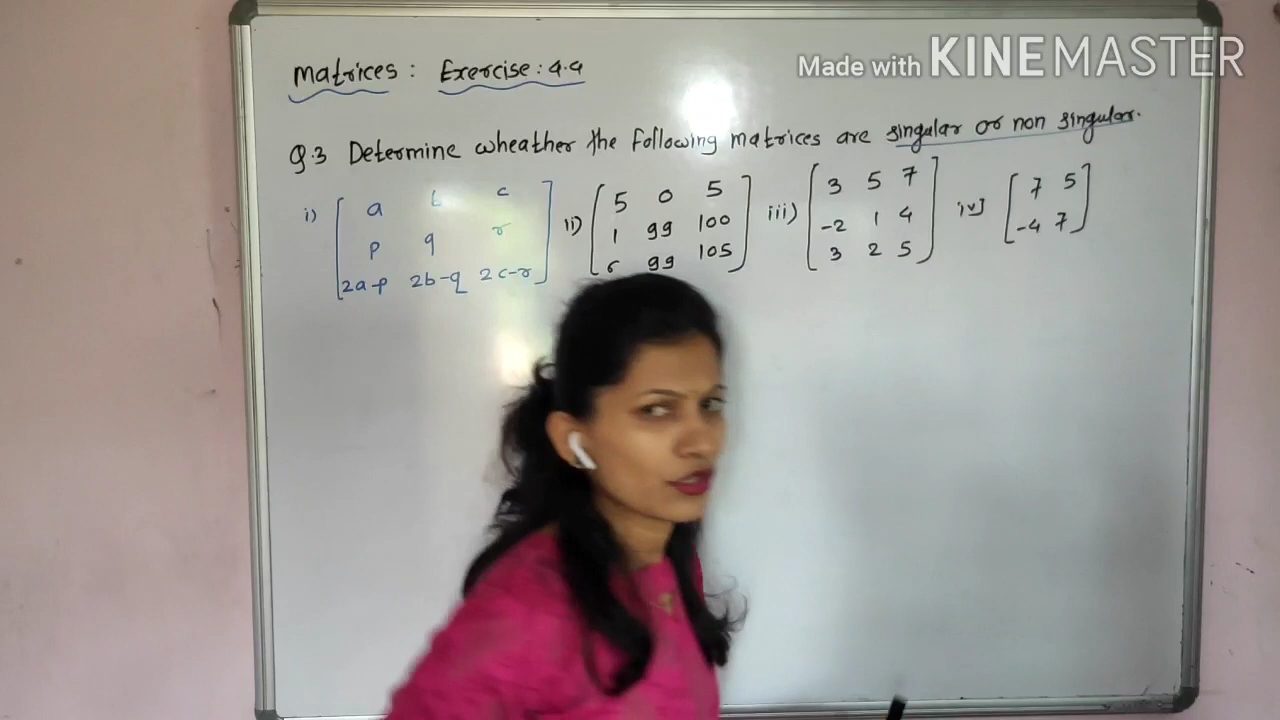 Made with KINEMASTER
Matrices : Exercise : 4.4
Q.3 Determine wheather the following matrices are singular or non singular.
i) [ a b c ] ii) [ 5 0 5 ] iii) [ 3 5 7 ] iv] [ 7 5 ]
p q r 1 99 100 -2 1 4 -4 7
2a-p 2b-q 2c-r 99 105 3 2 5